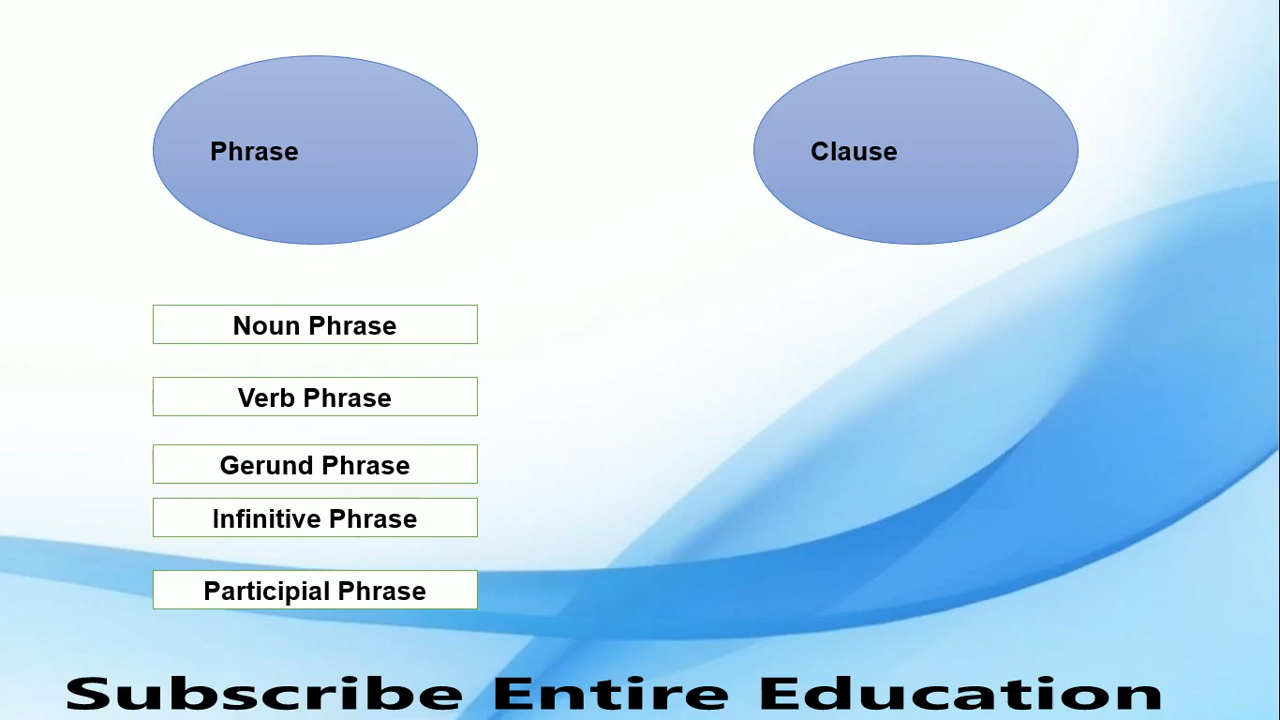 Phrase
Clause
Noun Phrase
Verb Phrase
Gerund Phrase
Infinitive Phrase
Participial Phrase
Subscribe Entire Education